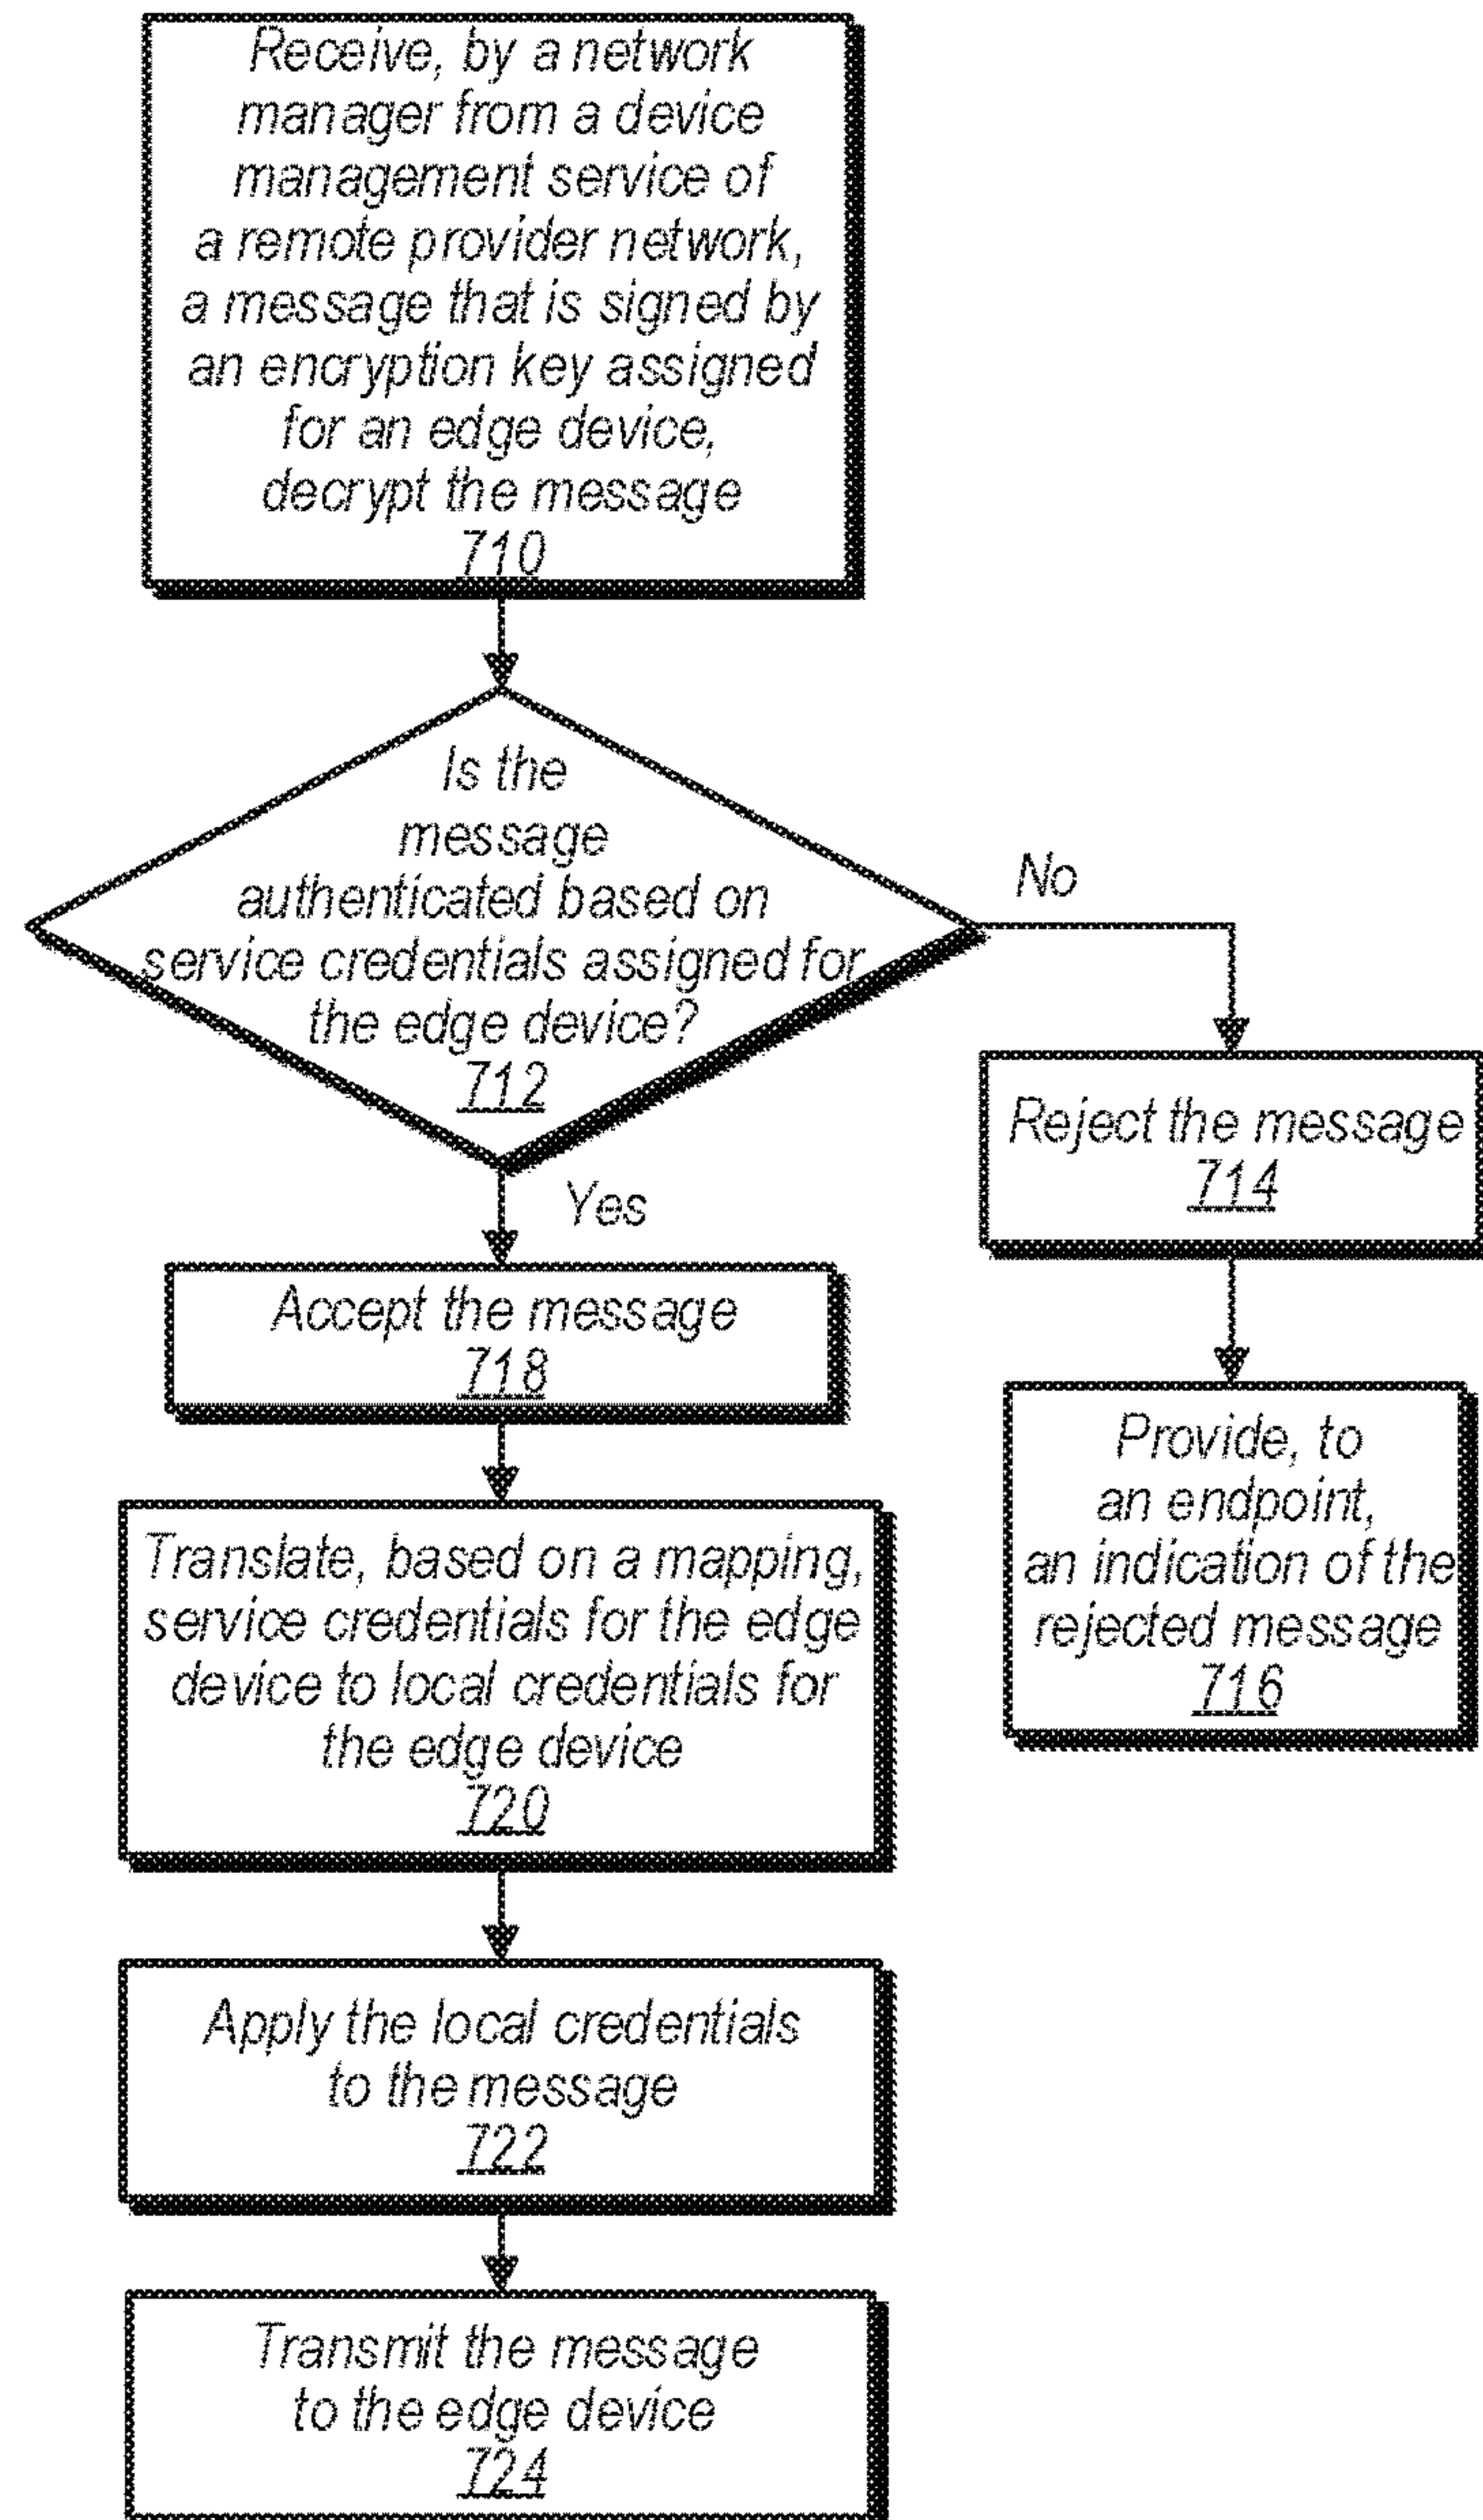 Receive, by a network
manager from a device
management service of
a remote provider network,
a message that is signed by
an encryption key assigned
for an edge device,
decrypt the message
710
Is the
message
authenticated based on
service credentials assigned for
the edge device?
712
No
Reject the message
714
Provide, to
an endpoint,
an indication of the
rejected message
716
Yes
Accept the message
718
Translate, based on a mapping,
service credentials for the edge
device to local credentials for
the edge device
720
Apply the local credentials
to the message
722
Transmit the message
to the edge device
724